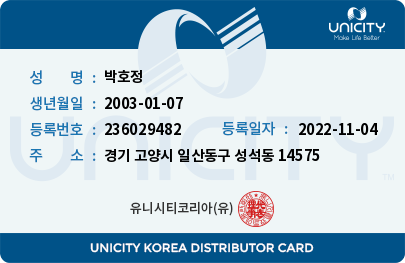 UNICITY
Make Life Better
성 명 : 박호정
생년월일 : 2003-01-07
등록번호 : 236029482 등록일자 : 2022-11-04
주 소 : 경기 고양시 일산동구 성석동 14575
UNICITY
TM
유니시티코리아(유)
UNICITY KOREA DISTRIBUTOR CARD